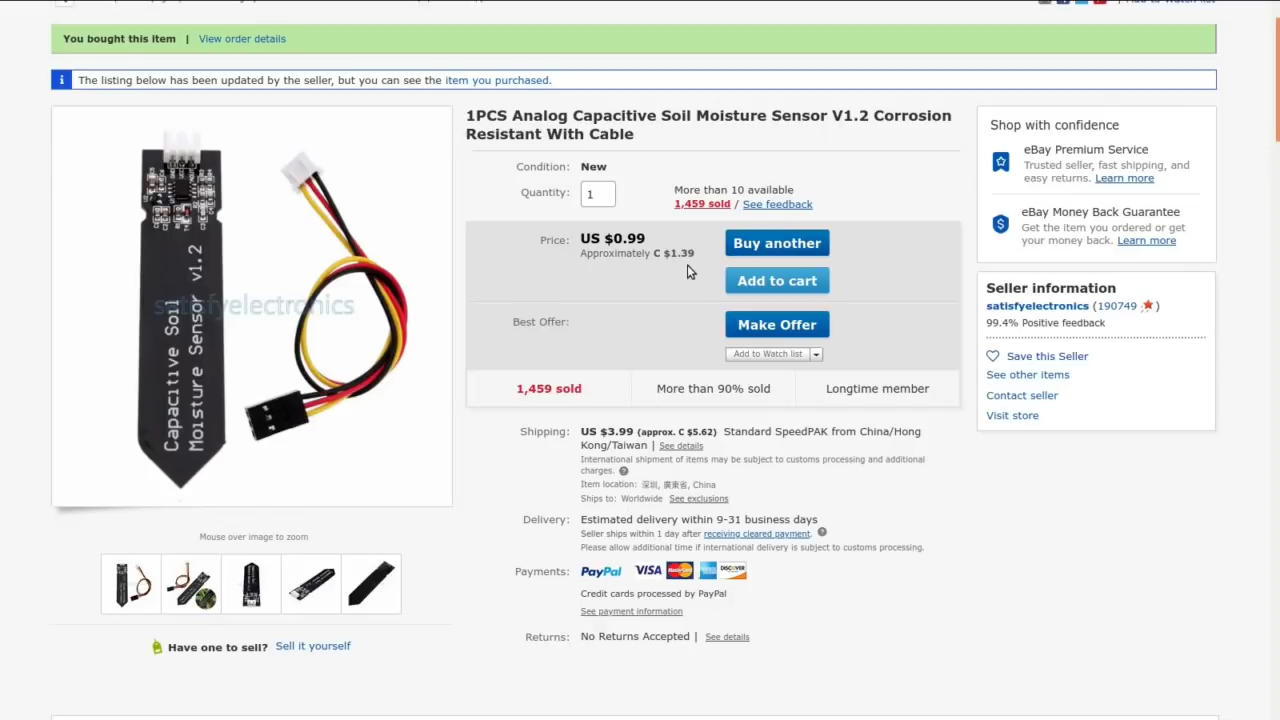 You bought this item | View order details
i The listing below has been updated by the seller, but you can see the item you purchased.
1PCS Analog Capacitive Soil Moisture Sensor V1.2 Corrosion
Resistant With Cable
Condition: New
Quantity: 1
More than 10 available
1,459 sold / See feedback
Price: US $0.99
Approximately C $1.39
Buy another
Add to cart
Best Offer:
Make Offer
Add to Watch list
1,459 sold
More than 90% sold
Longtime member
Shipping: US $3.99 (approx. C $5.62) Standard SpeedPAK from China/Hong
Kong/Taiwan | See details
International shipment of items may be subject to customs processing and additional
charges. ?
Item location: 深圳, 廣東省, China
Ships to: Worldwide See exclusions
Delivery: Estimated delivery within 9-31 business days
Seller ships within 1 day after receiving cleared payment. ?
Please allow additional time if international delivery is subject to customs processing.
Payments: PayPal VISA MasterCard DISCOVER
Credit cards processed by PayPal
See payment information
Returns: No Returns Accepted | See details
Capacitive Soil
Moisture Sensor v1.2
satisfyelectronics
Mouse over image to zoom
Have one to sell? Sell it yourself
Shop with confidence
eBay Premium Service
Trusted seller, fast shipping, and
easy returns. Learn more
eBay Money Back Guarantee
Get the item you ordered or get
your money back. Learn more
Seller information
satisfyelectronics (190749)
99.4% Positive feedback
Save this Seller
See other items
Contact seller
Visit store